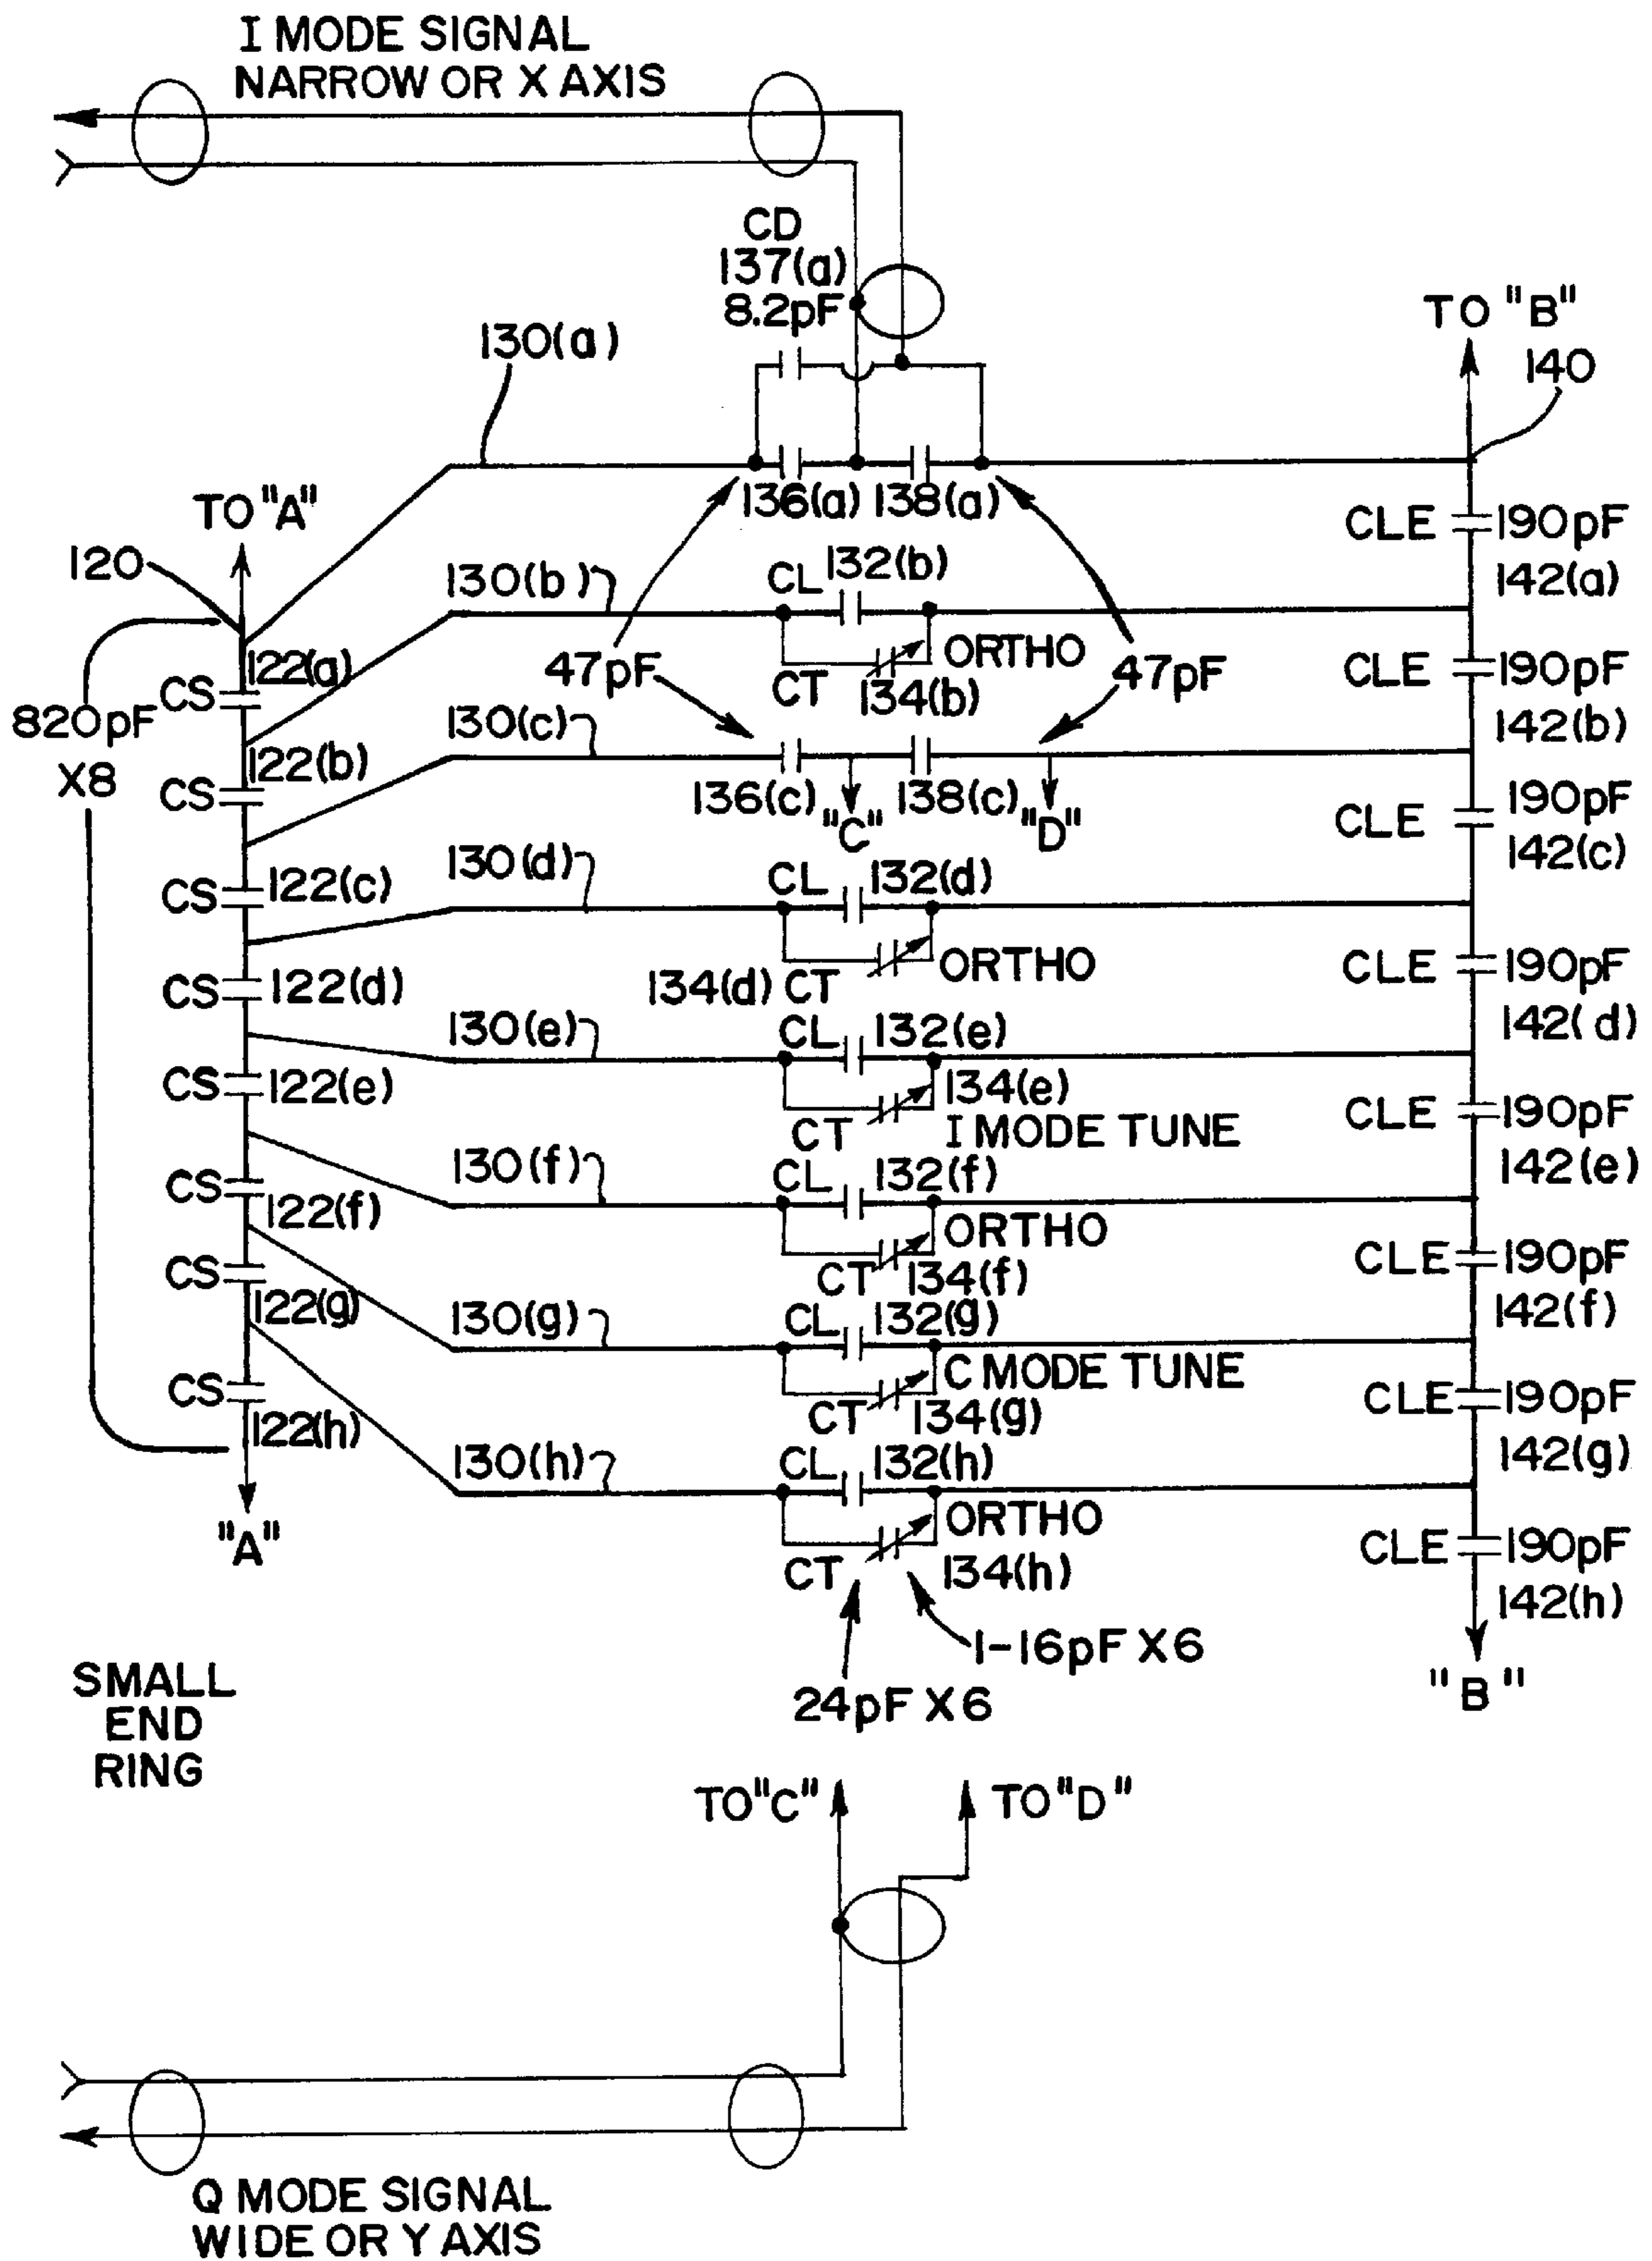 I MODE SIGNAL
NARROW OR X AXIS
CD
137(a)
8.2pF
130(a)
TO "B"
140
136(a) 138(a)
TO "A"
120
CLE 190pF
142(a)
130(b) CL 132(b)
ORTHO
CT 134(b)
47pF
47pF
CLE 190pF
142(b)
122(a)
CS
820pF
X8
130(c)
136(c) "C" 138(c) "D"
CLE 190pF
142(c)
122(b)
CS
130(d) CL 132(d)
ORTHO
134(d) CT
CLE 190pF
142(d)
CS 122(c)
CS 122(d)
130(e) CL 132(e)
134(e)
CT I MODE TUNE
CLE 190pF
142(e)
CS 122(e)
130(f) CL 132(f)
ORTHO
CT 134(f)
CLE 190pF
142(f)
CS
122(f)
130(g) CL 132(g)
C MODE TUNE
CT 134(g)
CLE 190pF
142(g)
CS
122(g)
CS
122(h)
130(h) CL 132(h)
ORTHO
CT 134(h)
CLE 190pF
142(h)
"A"
1-16pF X6
24pF X6
"B"
SMALL
END
RING
TO "C" TO "D"
Q MODE SIGNAL
WIDE OR Y AXIS